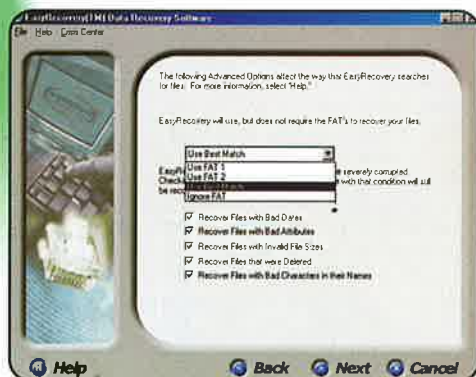 EasyRecovery(TM) Data Recovery Software
File Help Crisis Center
The following Advanced Options affect the way that EasyRecovery searches
for files. For more information, select "Help."
EasyRecovery will use, but does not require the FAT's to recover your files.
Use Best Match
Use FAT 1
Use FAT 2
Ignore FAT
severely corrupted
with that condition will still
be
Recover Files with Bad Dates
Recover Files with Bad Attributes
Recover Files with Invalid File Sizes
Recover Files that were Deleted
Recover Files with Bad Characters in their Names
Help
Back
Next
Cancel